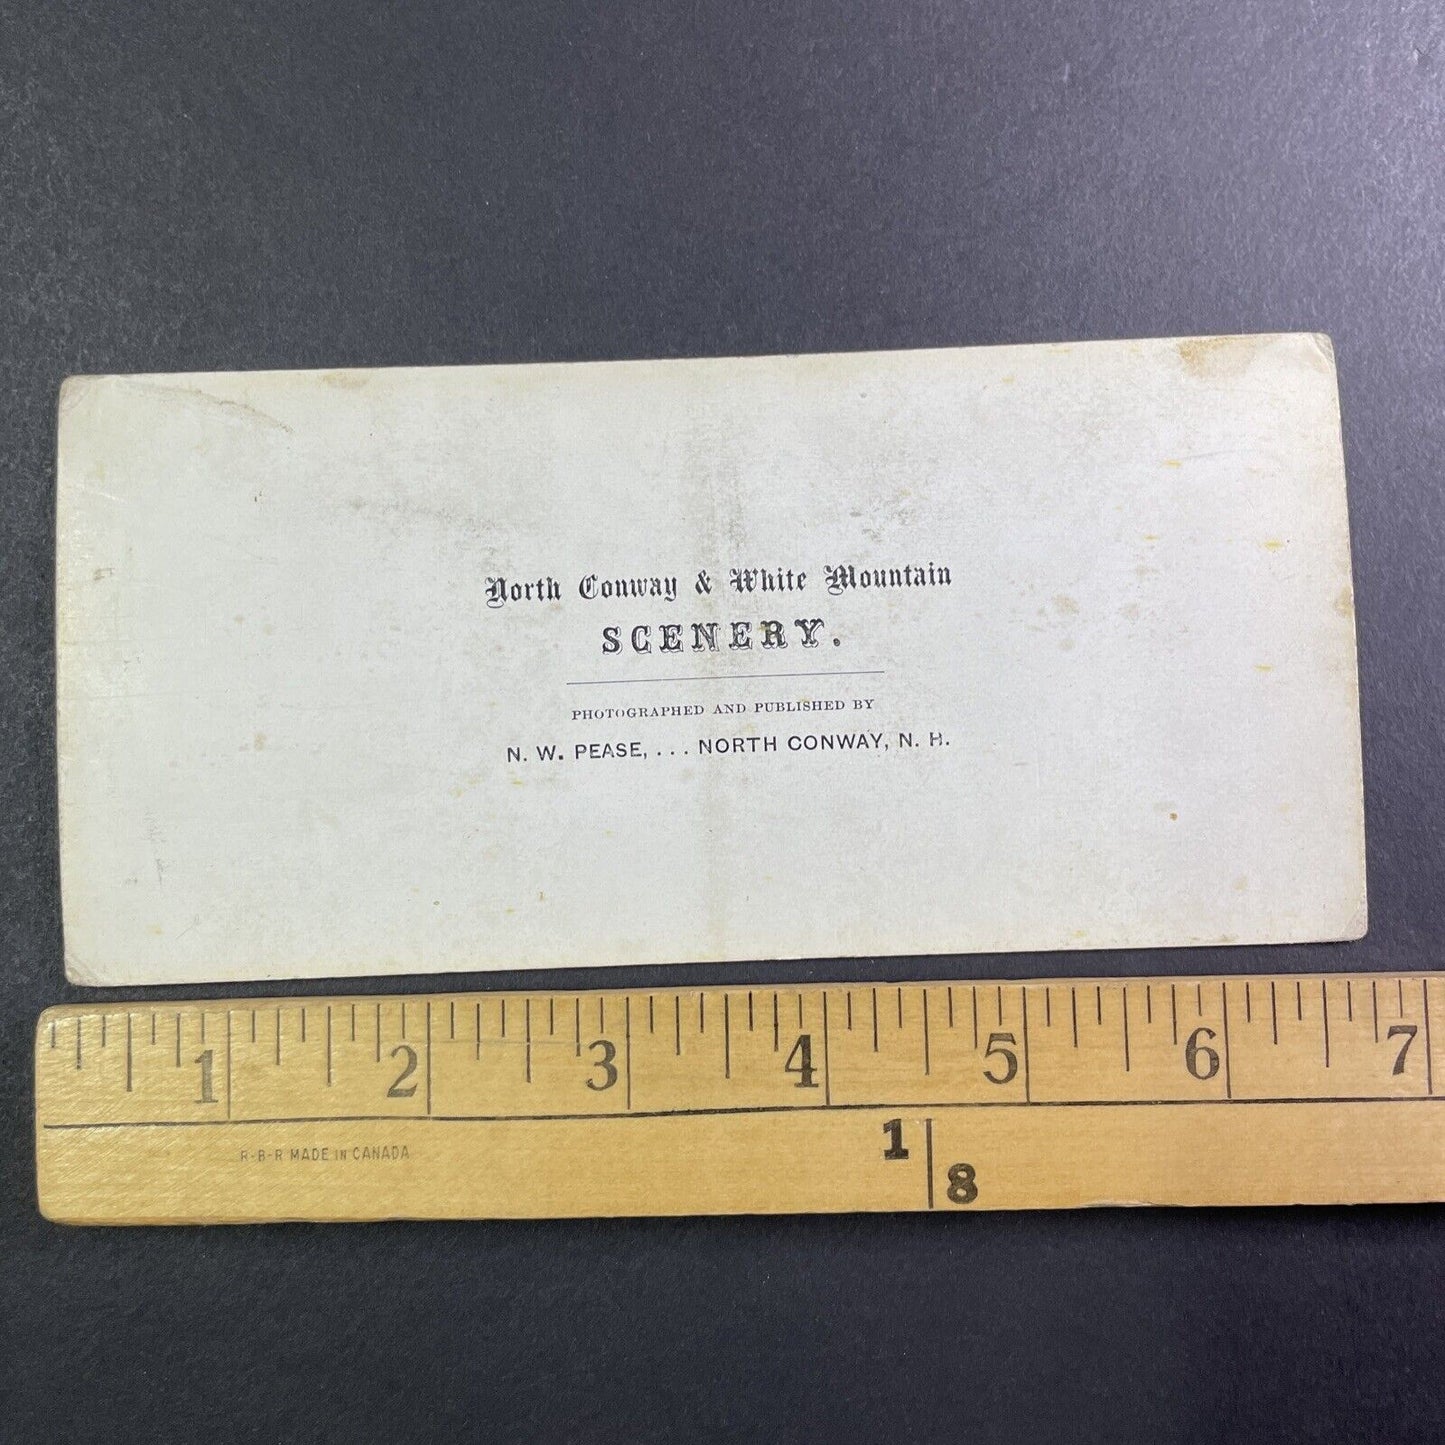 North Conway & White Mountain
SCENERY.
PHOTOGRAPHED AND PUBLISHED BY
N. W. PEASE, ... NORTH CONWAY, N. H.
1 2 3 4 5 6 7
R-B-R MADE IN CANADA
1
8